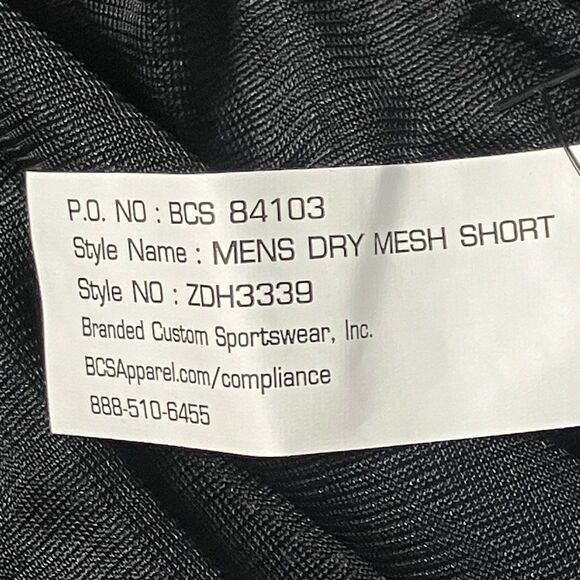 P.O. NO : BCS 84103
Style Name : MENS DRY MESH SHORT
Style NO : ZDH3339
Branded Custom Sportswear, Inc.
BCSApparel.com/compliance
888-510-6455